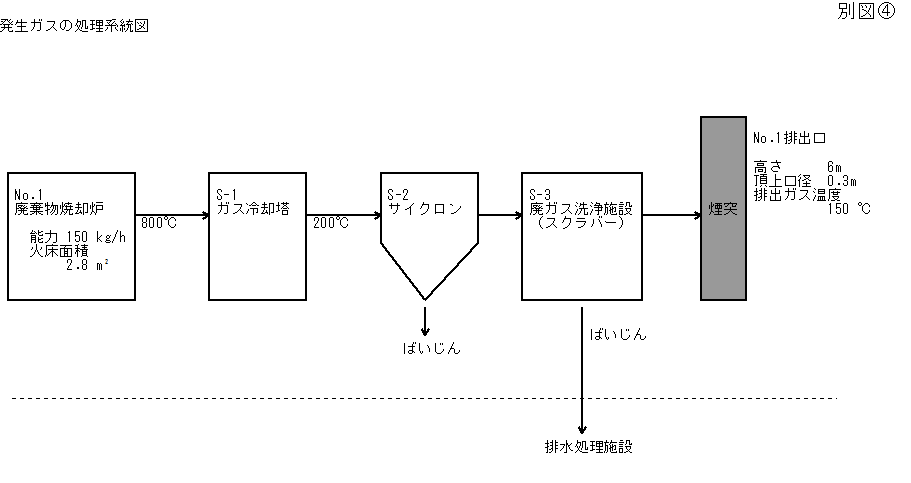 別図④
発生ガスの処理系統図
No.1
廃棄物焼却炉
能力 150 kg/h
火床面積
2.8 m²
800℃
S-1
ガス冷却塔
200℃
S-2
サイクロン
ばいじん
S-3
廃ガス洗浄施設
(スクラバー)
ばいじん
排水処理施設
煙突
No.1排出口
高さ 6m
頂上口径 0.3m
排出ガス温度
150 ℃